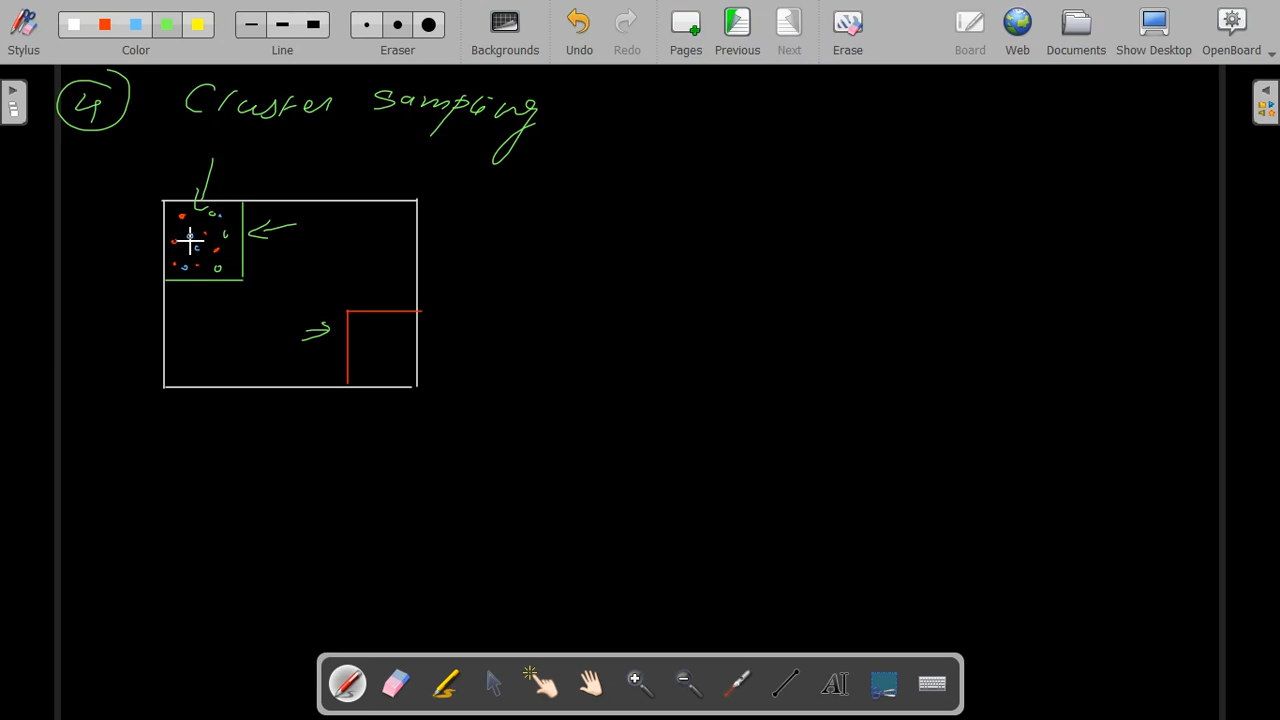 Stylus
Color
Line
Eraser
Backgrounds
Undo
Redo
Pages
Previous
Next
Erase
Board
Web
Documents
Show Desktop
OpenBoard
4 Cluster Sampling